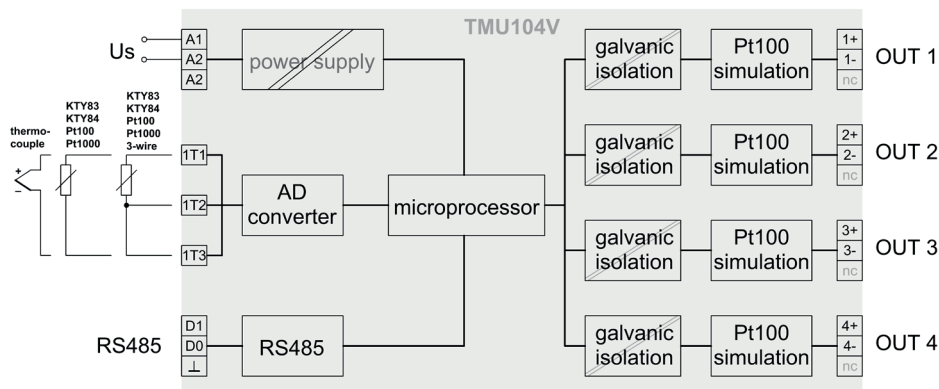 TMU104V
Us
A1
A2
A2
power supply
thermo-
couple
+
−
KTY83
KTY84
Pt100
Pt1000
KTY83
KTY84
Pt100
Pt1000
3-wire
1T1
1T2
1T3
AD
converter
microprocessor
RS485
D1
D0
⊥
RS485
galvanic
isolation
Pt100
simulation
1+
1-
nc
OUT 1
galvanic
isolation
Pt100
simulation
2+
2-
nc
OUT 2
galvanic
isolation
Pt100
simulation
3+
3-
nc
OUT 3
galvanic
isolation
Pt100
simulation
4+
4-
nc
OUT 4